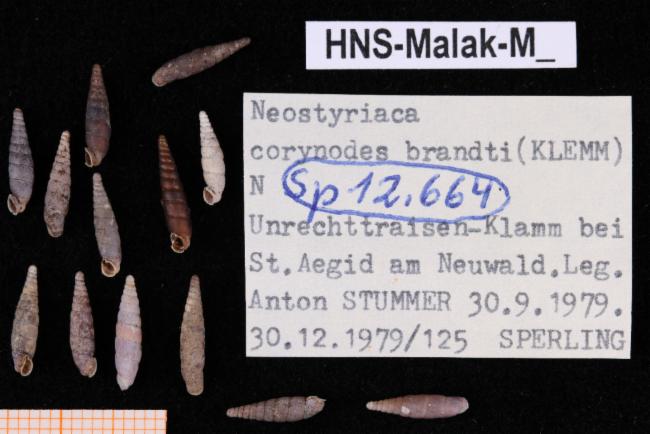 HNS-Malak-M_
Neostyriaca
corynodes brandti(KLEMM)
N Sp 12.664
Unrechttraisen-Klamm bei
St.Aegid am Neuwald.Leg.
Anton STUMMER 30.9.1979.
30.12.1979/125 SPERLING